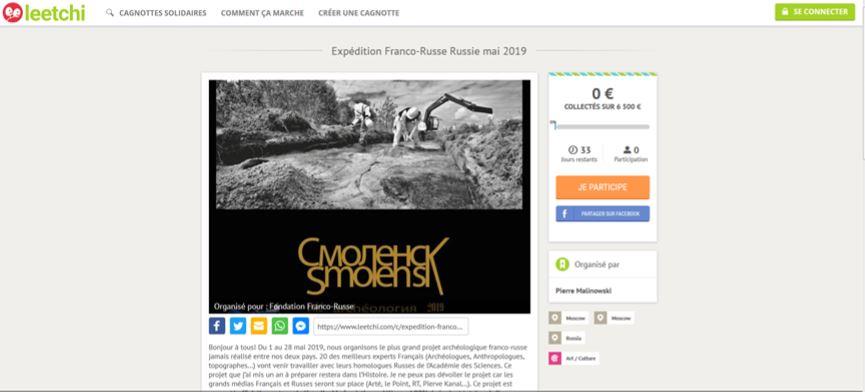 leetchi
CAGNOTTES SOLIDAIRES COMMENT ÇA MARCHE CRÉER UNE CAGNOTTE
SE CONNECTER
Expédition Franco-Russe Russie mai 2019
Смоленск
Smolensk
археология 2019
Organisé pour : Fondation Franco-Russe
https://www.leetchi.com/c/expedition-franco...
Bonjour à tous! Du 1 au 28 mai 2019, nous organisons le plus grand projet archéologique franco-russe
jamais réalisé entre nos deux pays. 20 des meilleurs experts Français (Archéologues, Anthropologues,
topographes...) vont venir travailler avec leurs homologues Russes de l'Académie des Sciences. Ce
projet que j'ai mis un an à préparer restera dans l'Histoire. Je ne peux pas dévoiler le projet car les
grands médias Français et Russes seront sur place (Arté, le Point, RT, Pierve Kanal...). Ce projet est
0 €
COLLECTÉS SUR 6 500 €
0%
33 0
Jours restants Participation
JE PARTICIPE
PARTAGER SUR FACEBOOK
Organisé par
Pierre Malinowski
Moscow Moscow
Russia
Art / Culture